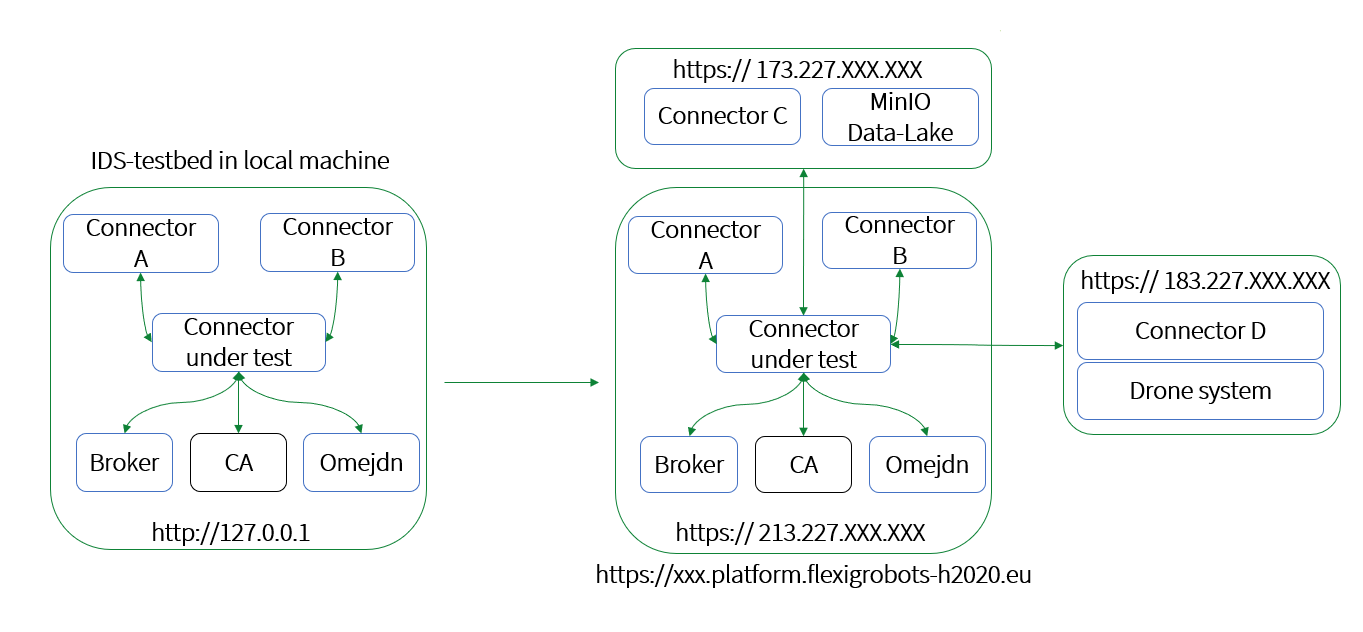 IDS-testbed in local machine
Connector
A
Connector
B
Connector
under test
Broker
CA
Omejdn
http://127.0.0.1
https:// 173.227.XXX.XXX
Connector C
MinIO
Data-Lake
Connector
A
Connector
B
Connector
under test
Broker
CA
Omejdn
https:// 213.227.XXX.XXX
https://xxx.platform.flexigrobots-h2020.eu
https:// 183.227.XXX.XXX
Connector D
Drone system